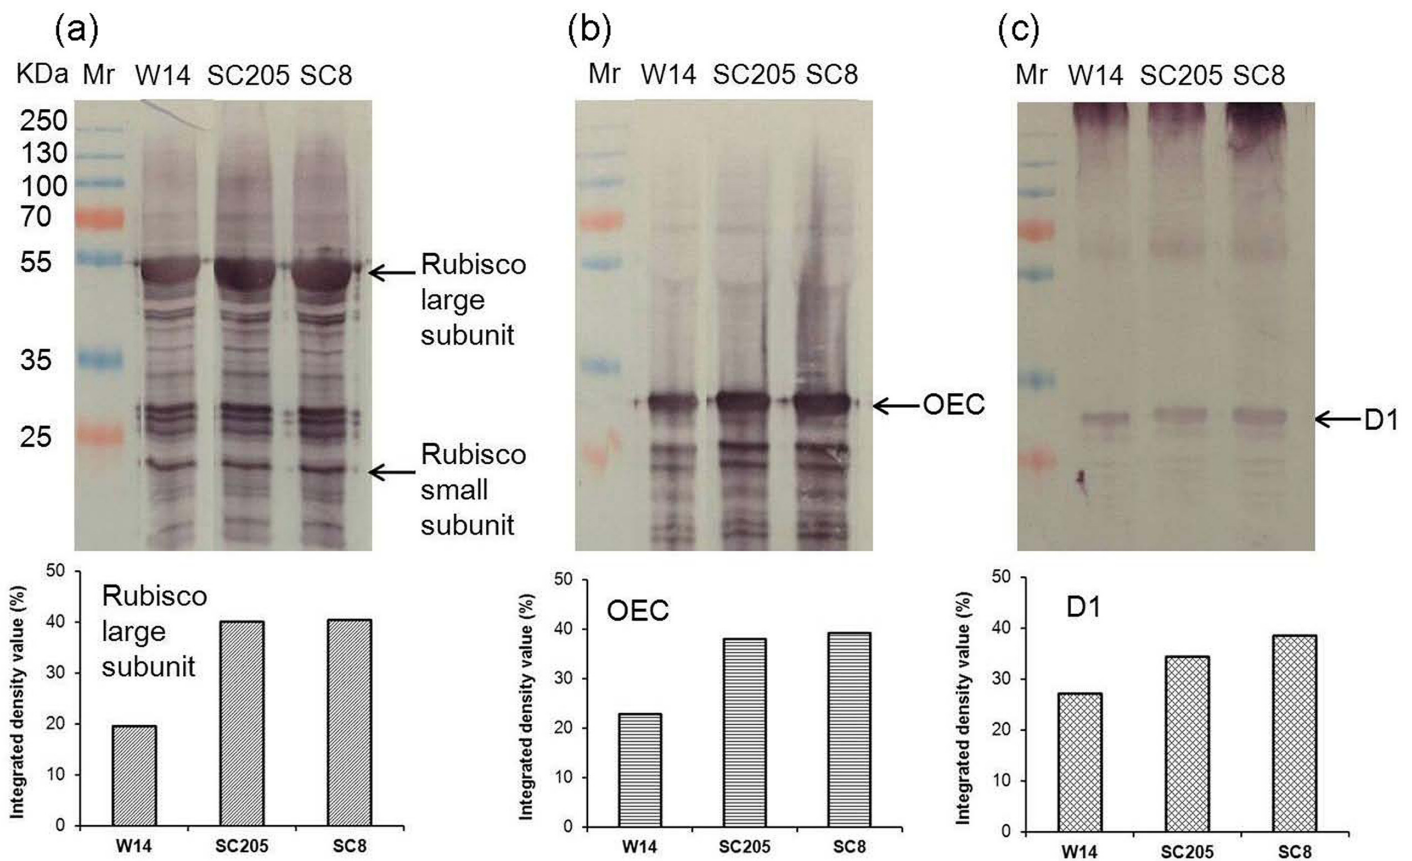 (a)
(b)
(c)
KDa Mr W14 SC205 SC8
Mr W14 SC205 SC8
Mr W14 SC205 SC8
250
130
100
70
55
35
25
Rubisco
large
subunit
Rubisco
small
subunit
OEC
D1
Integrated density value (%)
50
40
30
20
10
0
Rubisco
large
subunit
W14 SC205 SC8
Integrated density value (%)
50
40
30
20
10
0
OEC
W14 SC205 SC8
Integrated density value (%)
50
40
30
20
10
0
D1
W14 SC205 SC8